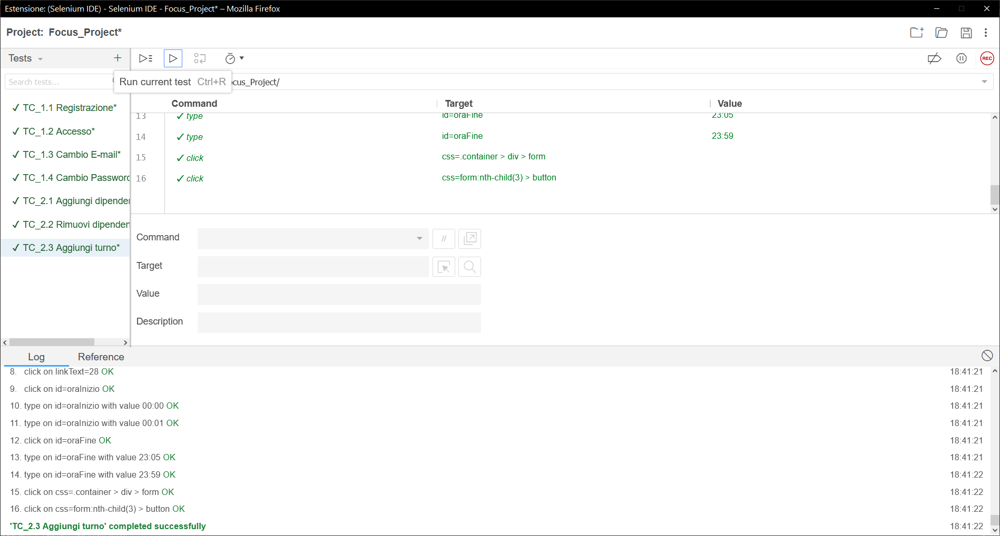 Estensione: (Selenium IDE) - Selenium IDE - Focus_Project* – Mozilla Firefox
Project: Focus_Project*
Tests
REC
Search tests...
Run current test Ctrl+R
ocus_Project/
TC_1.1 Registrazione*
TC_1.2 Accesso*
TC_1.3 Cambio E-mail*
TC_1.4 Cambio Password
TC_2.1 Aggiungi dipenden
TC_2.2 Rimuovi dipenden
TC_2.3 Aggiungi turno*
Command Target Value
13 ✓ type id=oraFine 23:05
14 ✓ type id=oraFine 23:59
15 ✓ click css=.container > div > form
16 ✓ click css=form:nth-child(3) > button
Command //
Target
Value
Description
Log Reference
8. click on linkText=28 OK 18:41:21
9. click on id=oraInizio OK 18:41:21
10. type on id=oraInizio with value 00:00 OK 18:41:21
11. type on id=oraInizio with value 00:01 OK 18:41:21
12. click on id=oraFine OK 18:41:21
13. type on id=oraFine with value 23:05 OK 18:41:21
14. type on id=oraFine with value 23:59 OK 18:41:22
15. click on css=.container > div > form OK 18:41:22
16. click on css=form:nth-child(3) > button OK 18:41:22
'TC_2.3 Aggiungi turno' completed successfully 18:41:22